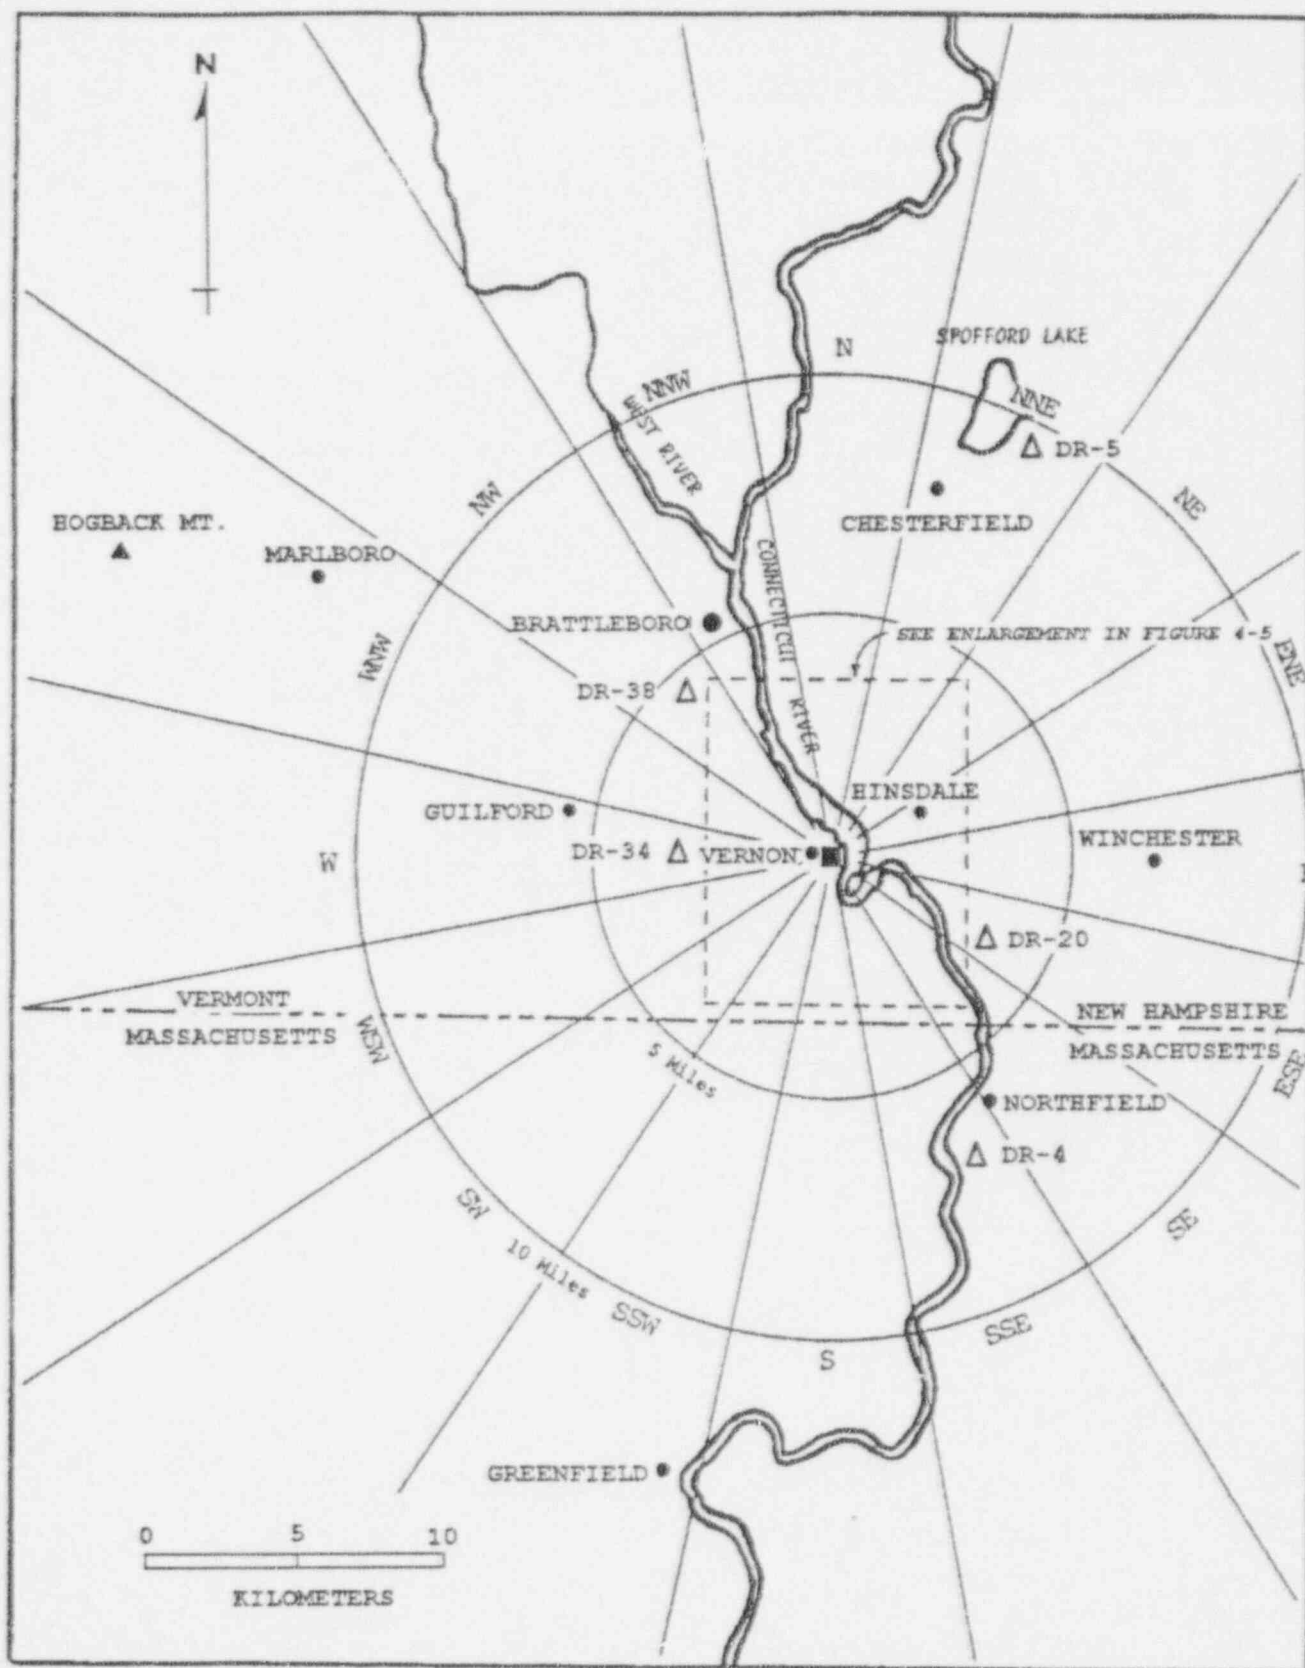 N
SPOFFORD LAKE
N
NNW
NNE
WEST RIVER
DR-5
NW
NE
HOGBACK MT.
CHESTERFIELD
MARLBORO
CONNECTICUT RIVER
BRATTLEBORO
SEE ENLARGEMENT IN FIGURE 4-5
WNW
ENE
DR-38
HINSDALE
GUILFORD
WINCHESTER
DR-34
VERNON
W
DR-20
VERMONT
NEW HAMPSHIRE
MASSACHUSETTS
MASSACHUSETTS
WSW
ESE
5 Miles
NORTHFIELD
DR-4
SW
SE
10 Miles
SSW
SSE
S
GREENFIELD
0 5 10
KILOMETERS